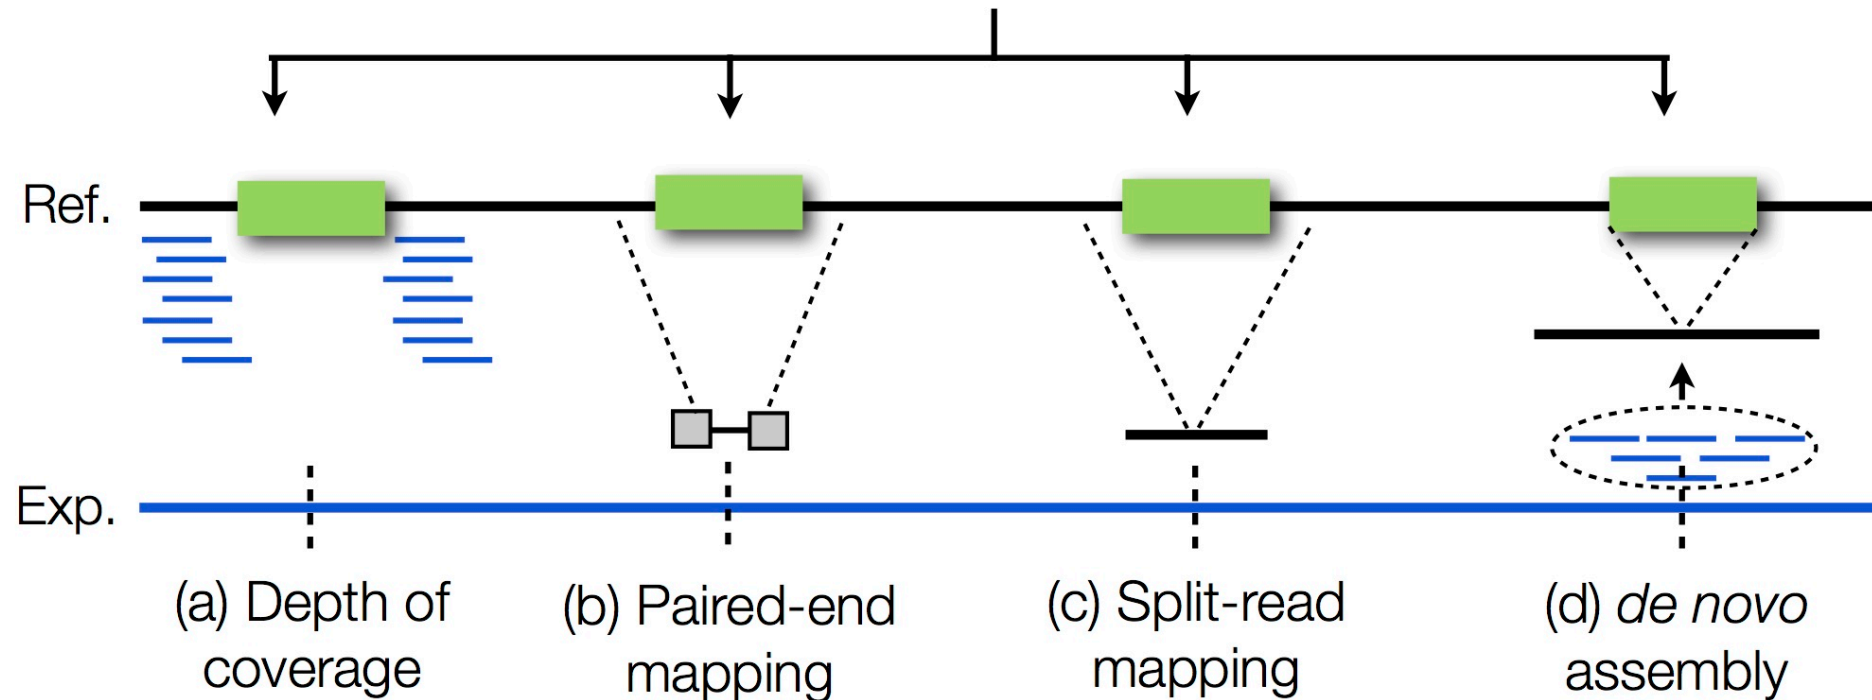 Ref.
Exp.
(a) Depth of
coverage
(b) Paired-end
mapping
(c) Split-read
mapping
(d) de novo
assembly